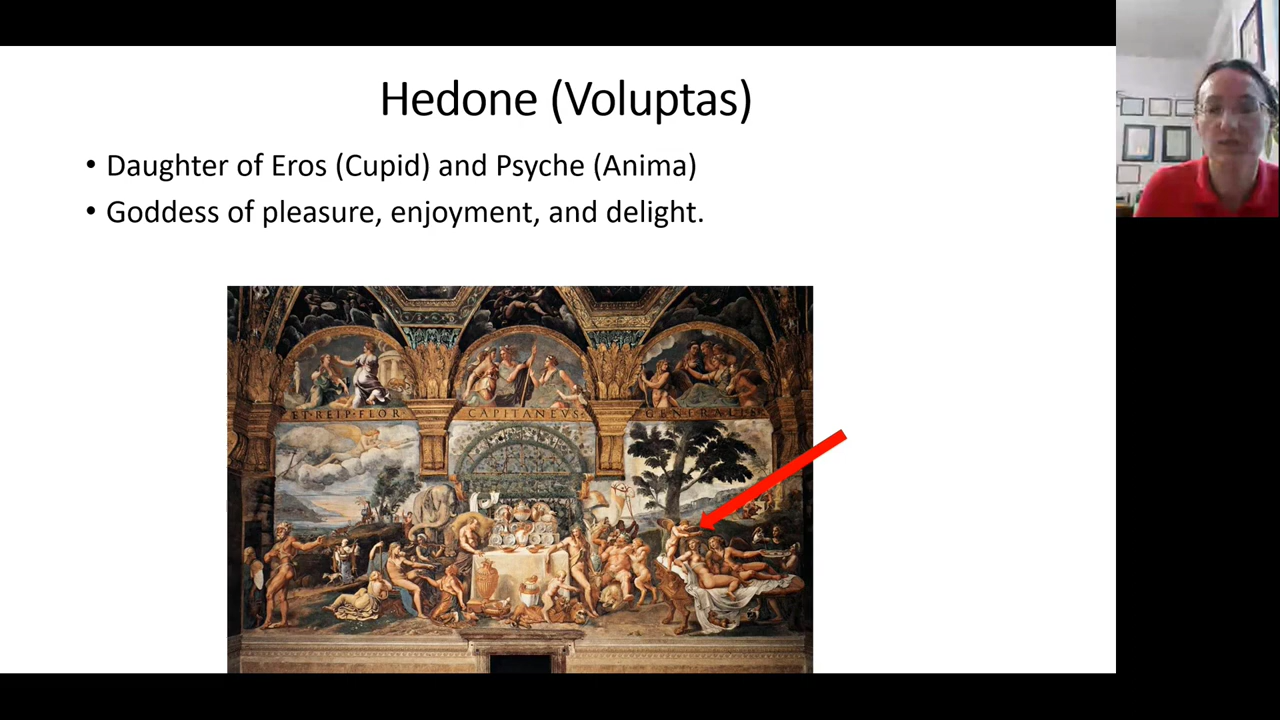 Hedone (Voluptas)
• Daughter of Eros (Cupid) and Psyche (Anima)
• Goddess of pleasure, enjoyment, and delight.
ET·REIP·FLOR·
CAPITANEVS·
GENERALIS